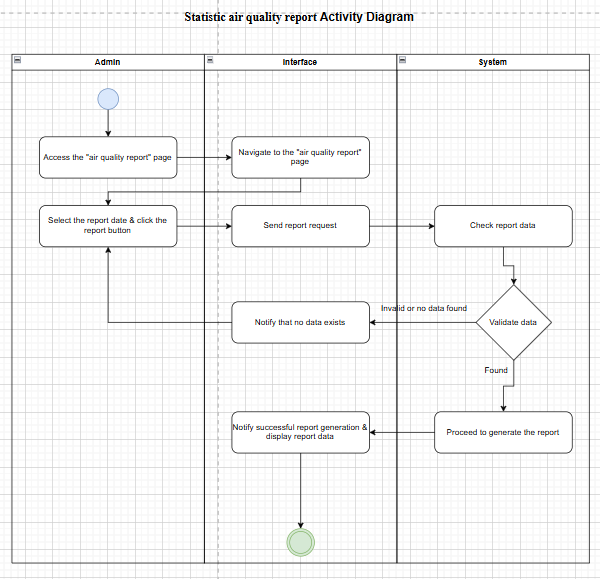 Statistic air quality report Activity Diagram
Admin
Interface
System
Access the "air quality report" page
Navigate to the "air quality report"
page
Select the report date & click the
report button
Send report request
Check report data
Invalid or no data found
Notify that no data exists
Validate data
Found
Notify successful report generation &
display report data
Proceed to generate the report